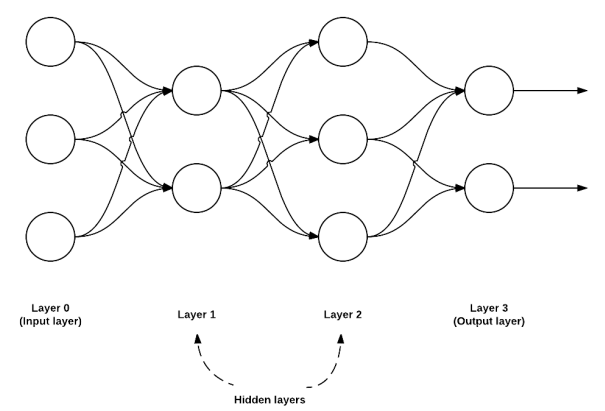 Layer 0
(Input layer)
Layer 1
Layer 2
Layer 3
(Output layer)
Hidden layers